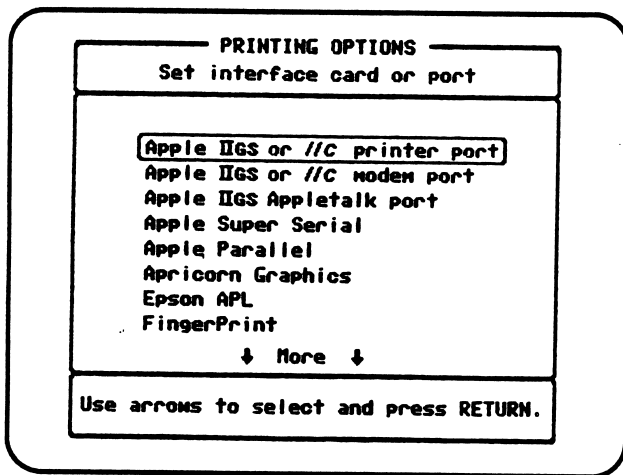 PRINTING OPTIONS
Set interface card or port
Apple IIGS or //c printer port
Apple IIGS or //c modem port
Apple IIGS Appletalk port
Apple Super Serial
Apple Parallel
Apricorn Graphics
Epson APL
FingerPrint
↓ More ↓
Use arrows to select and press RETURN.